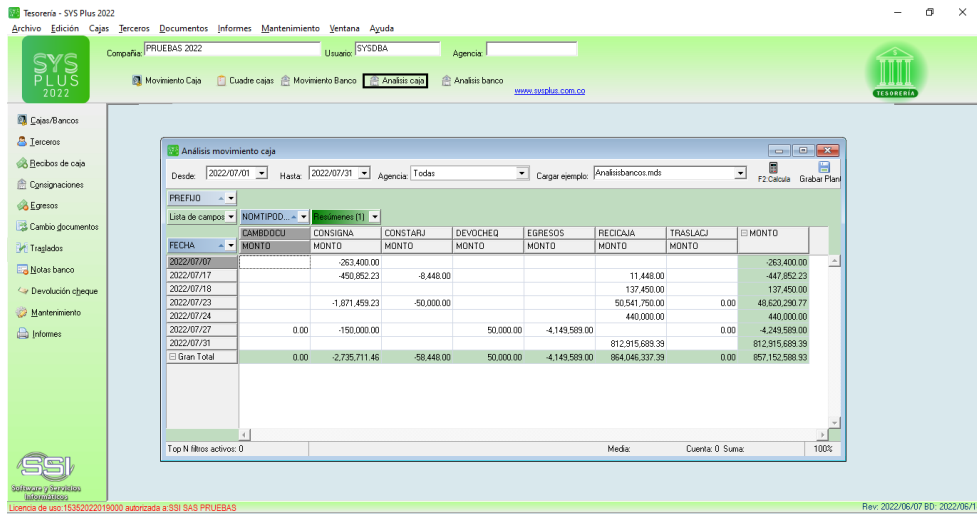 Tesorería - SYS Plus 2022
Archivo Edición Cajas Terceros Documentos Informes Mantenimiento Ventana Ayuda
SYS PLUS 2022
Compañia: PRUEBAS 2022 Usuario: SYSDBA Agencia:
Movimiento Caja Cuadre cajas Movimiento Banco Analisis caja Analisis banco
www.sysplus.com.co
TESORERIA
Cajas/Bancos
Terceros
Recibos de caja
Consignaciones
Egresos
Cambio documentos
Traslados
Notas banco
Devolución cheque
Mantenimiento
Informes
Análisis movimiento caja
Desde: 2022/07/01 Hasta: 2022/07/31 Agencia: Todas Cargar ejemplo: Analisisbancos.mds F2:Calcula Grabar Plant
PREFIJO
Lista de campos NOMTIPOD... Resúmenes (1)
CAMBDOCU CONSIGNA CONSTARJ DEVOCHEQ EGRESOS RECICAJA TRASLACJ MONTO
FECHA MONTO MONTO MONTO MONTO MONTO MONTO MONTO
2022/07/07 -263,400.00 -263,400.00
2022/07/17 -450,852.23 -8,448.00 11,448.00 -447,852.23
2022/07/18 137,450.00 137,450.00
2022/07/23 -1,871,459.23 -50,000.00 50,541,750.00 0.00 48,620,290.77
2022/07/24 440,000.00 440,000.00
2022/07/27 0.00 -150,000.00 50,000.00 -4,149,589.00 0.00 -4,249,589.00
2022/07/31 812,915,689.39 812,915,689.39
Gran Total 0.00 -2,735,711.46 -58,448.00 50,000.00 -4,149,589.00 864,046,337.39 0.00 857,152,588.93
Top N filtros activos: 0 Media: Cuenta: 0 Suma: 100%
SSI
Software y Servicios
Informáticos
Licencia de uso:15352022019000 autorizada a:SSI SAS PRUEBAS
Rev: 2022/06/07 BD: 2022/06/1